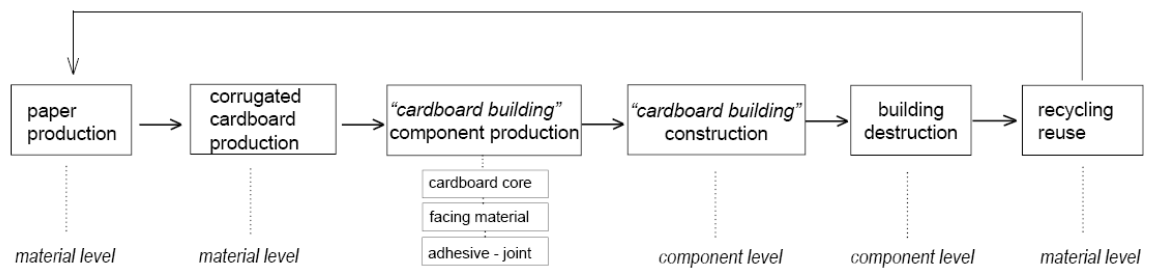 paper
production
corrugated
cardboard
production
“cardboard building”
component production
“cardboard building”
construction
building
destruction
recycling
reuse
cardboard core
facing material
adhesive - joint
material level
material level
component level
component level
material level